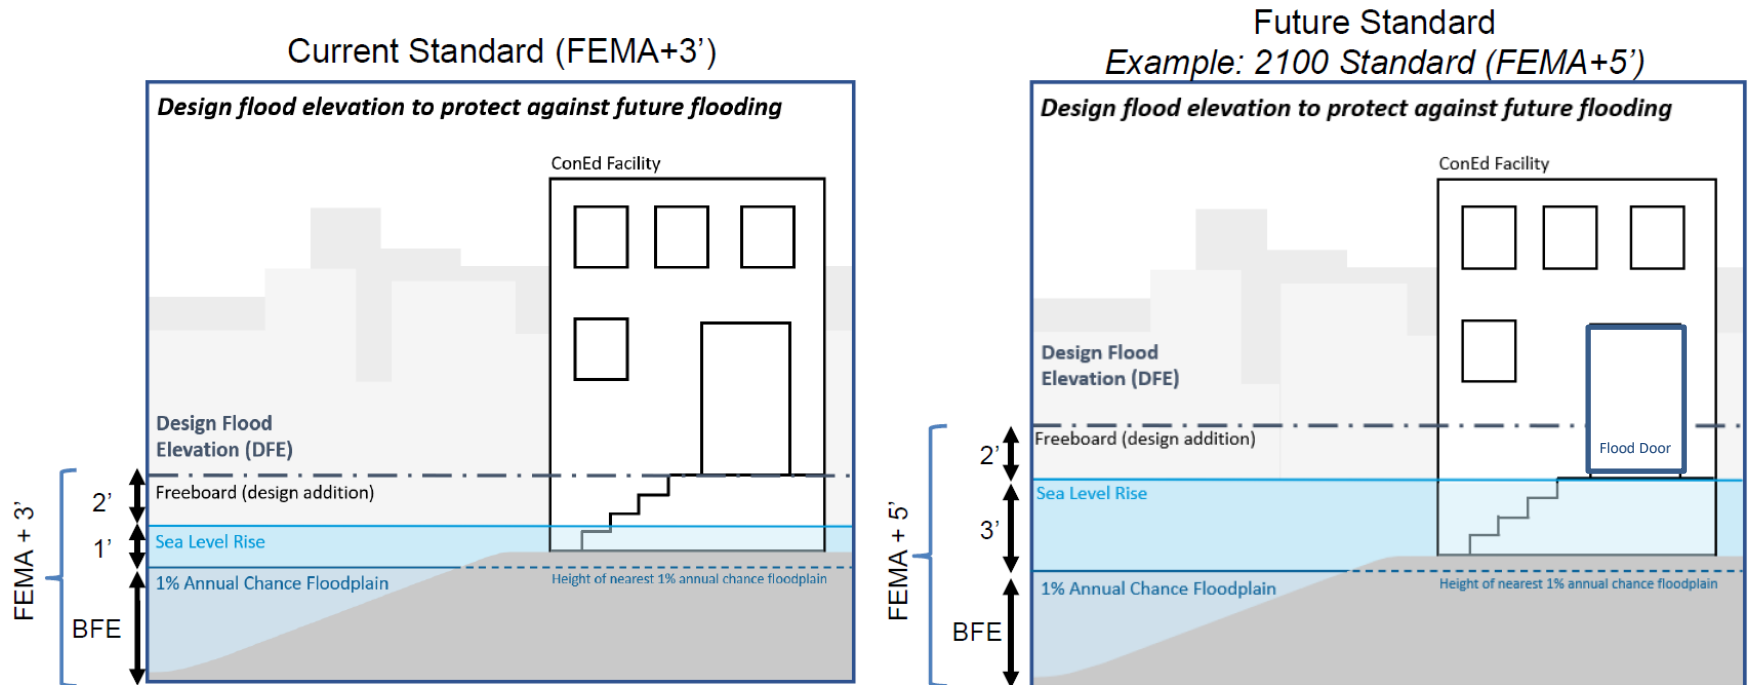 Current Standard (FEMA+3’)
Design flood elevation to protect against future flooding
ConEd Facility
Design Flood
Elevation (DFE)
Freeboard (design addition)
Sea Level Rise
1% Annual Chance Floodplain
Height of nearest 1% annual chance floodplain
FEMA + 3’
2’
1’
BFE
Future Standard
Example: 2100 Standard (FEMA+5’)
Design flood elevation to protect against future flooding
ConEd Facility
Design Flood
Elevation (DFE)
Freeboard (design addition)
Flood Door
Sea Level Rise
1% Annual Chance Floodplain
Height of nearest 1% annual chance floodplain
FEMA + 5’
2’
3’
BFE